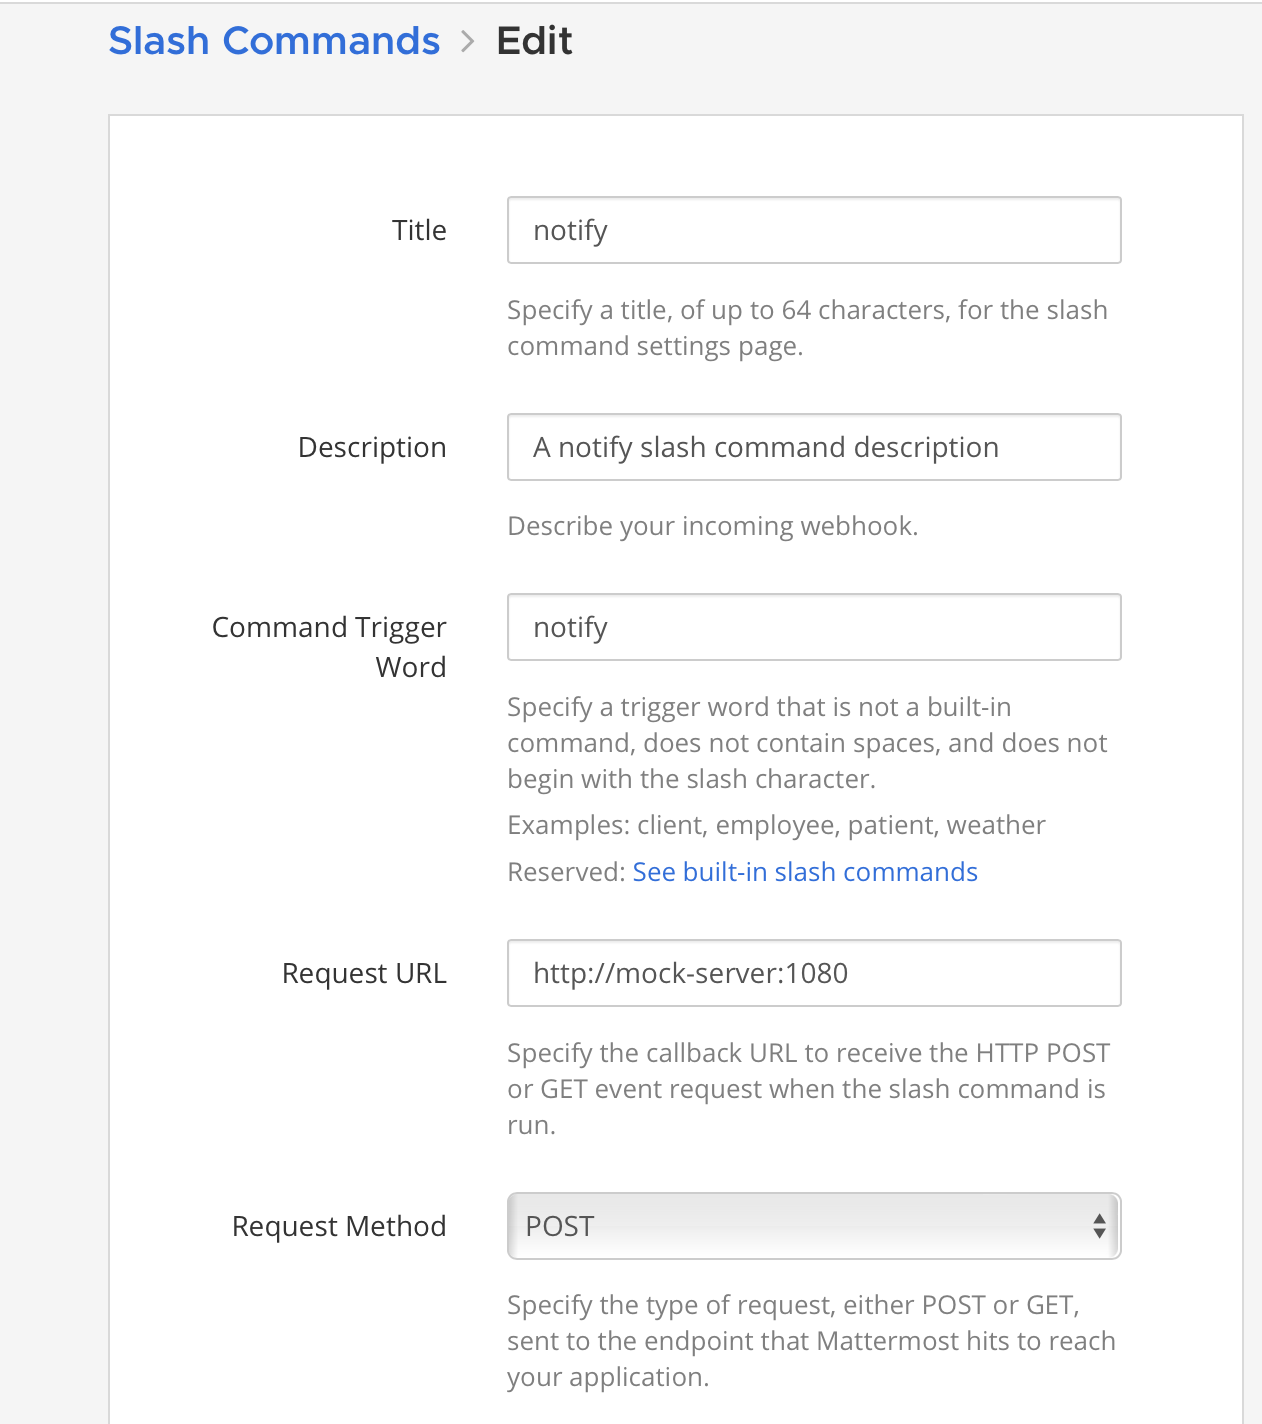 Slash Commands > Edit
Title
notify
Specify a title, of up to 64 characters, for the slash
command settings page.
Description
A notify slash command description
Describe your incoming webhook.
Command Trigger
Word
notify
Specify a trigger word that is not a built-in
command, does not contain spaces, and does not
begin with the slash character.
Examples: client, employee, patient, weather
Reserved: See built-in slash commands
Request URL
http://mock-server:1080
Specify the callback URL to receive the HTTP POST
or GET event request when the slash command is
run.
Request Method
POST
Specify the type of request, either POST or GET,
sent to the endpoint that Mattermost hits to reach
your application.